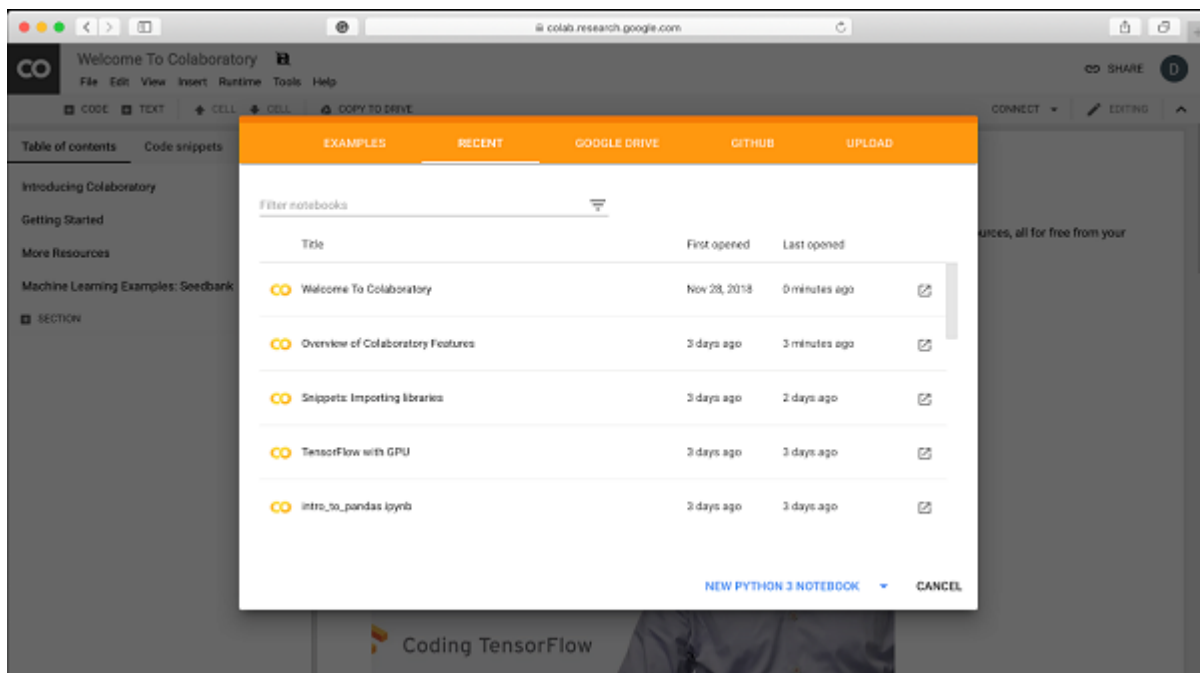 colab.research.google.com
CO
Welcome To Colaboratory
File Edit View Insert Runtime Tools Help
SHARE
D
CODE TEXT CELL CELL COPY TO DRIVE
CONNECT EDITING
Table of contents Code snippets
Introducing Colaboratory
Getting Started
More Resources
Machine Learning Examples: Seedbank
SECTION
EXAMPLES RECENT GOOGLE DRIVE GITHUB UPLOAD
Filter notebooks
Title First opened Last opened
CO Welcome To Colaboratory Nov 28, 2018 0 minutes ago
CO Overview of Colaboratory Features 3 days ago 3 minutes ago
CO Snippets: Importing libraries 3 days ago 2 days ago
CO TensorFlow with GPU 3 days ago 3 days ago
CO intro_to_pandas.ipynb 3 days ago 3 days ago
NEW PYTHON 3 NOTEBOOK CANCEL
urces, all for free from your
Coding TensorFlow